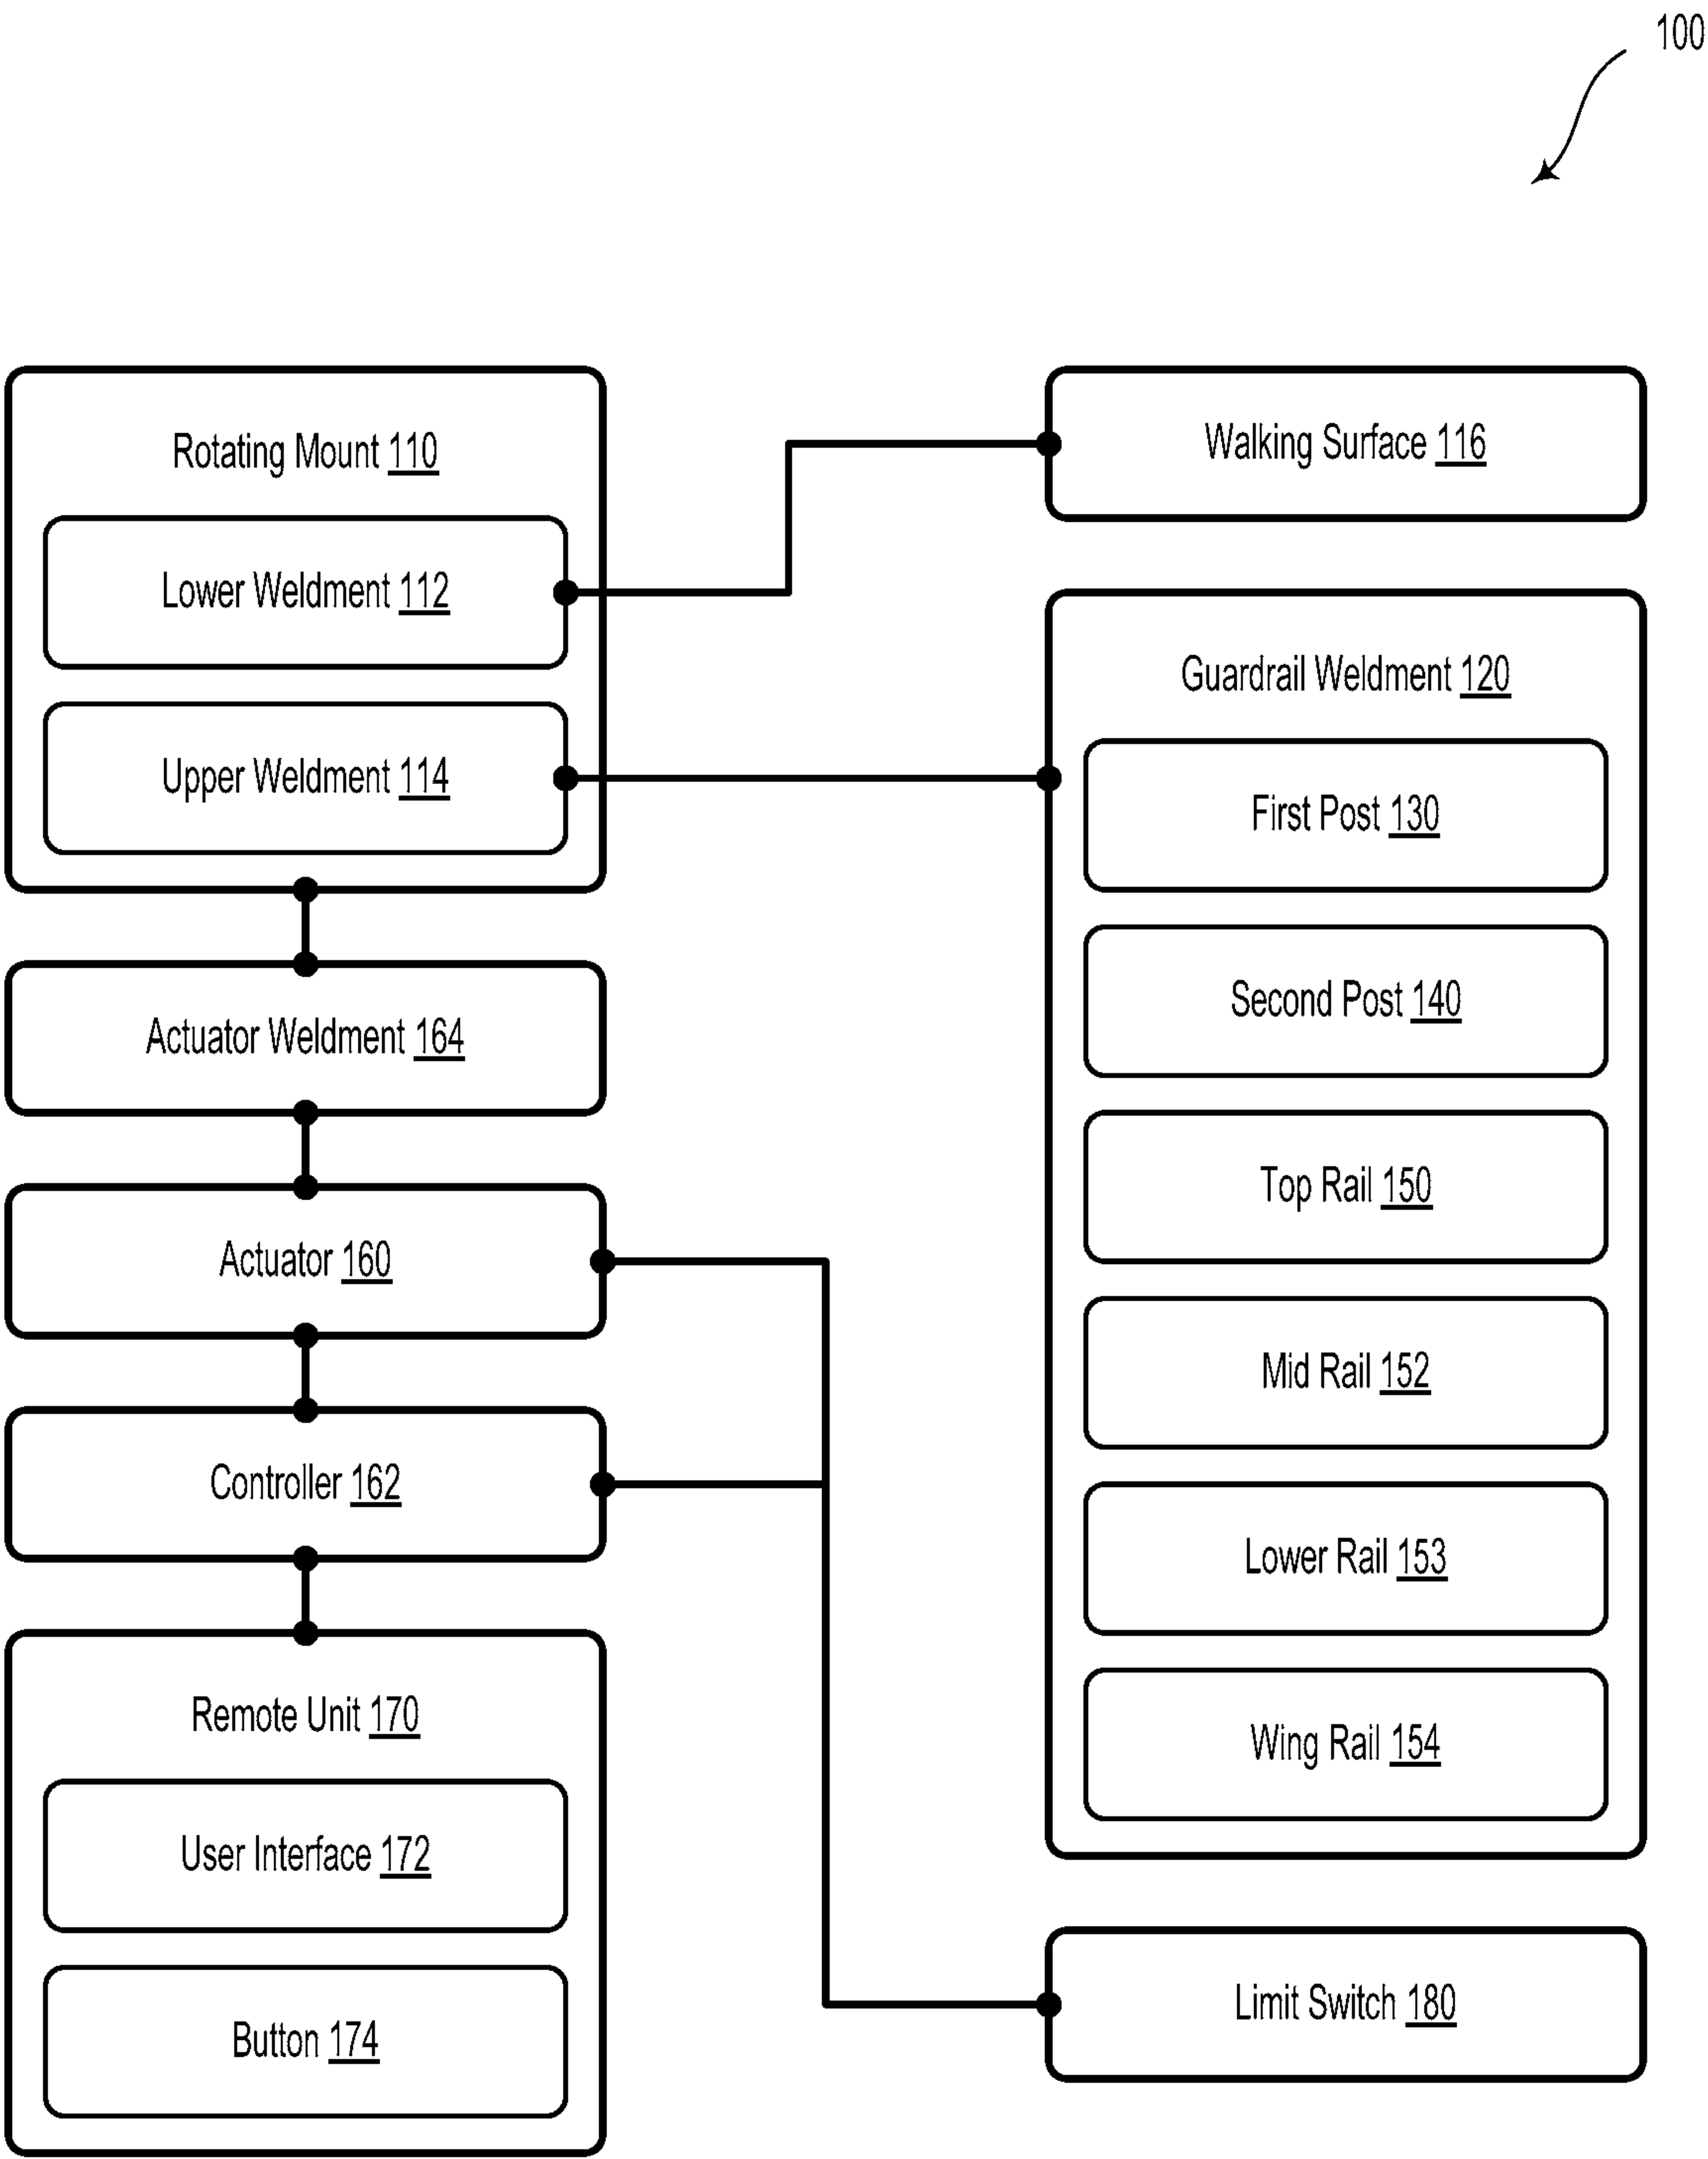 100
Rotating Mount 110
Lower Weldment 112
Upper Weldment 114
Actuator Weldment 164
Actuator 160
Controller 162
Remote Unit 170
User Interface 172
Button 174
Walking Surface 116
Guardrail Weldment 120
First Post 130
Second Post 140
Top Rail 150
Mid Rail 152
Lower Rail 153
Wing Rail 154
Limit Switch 180